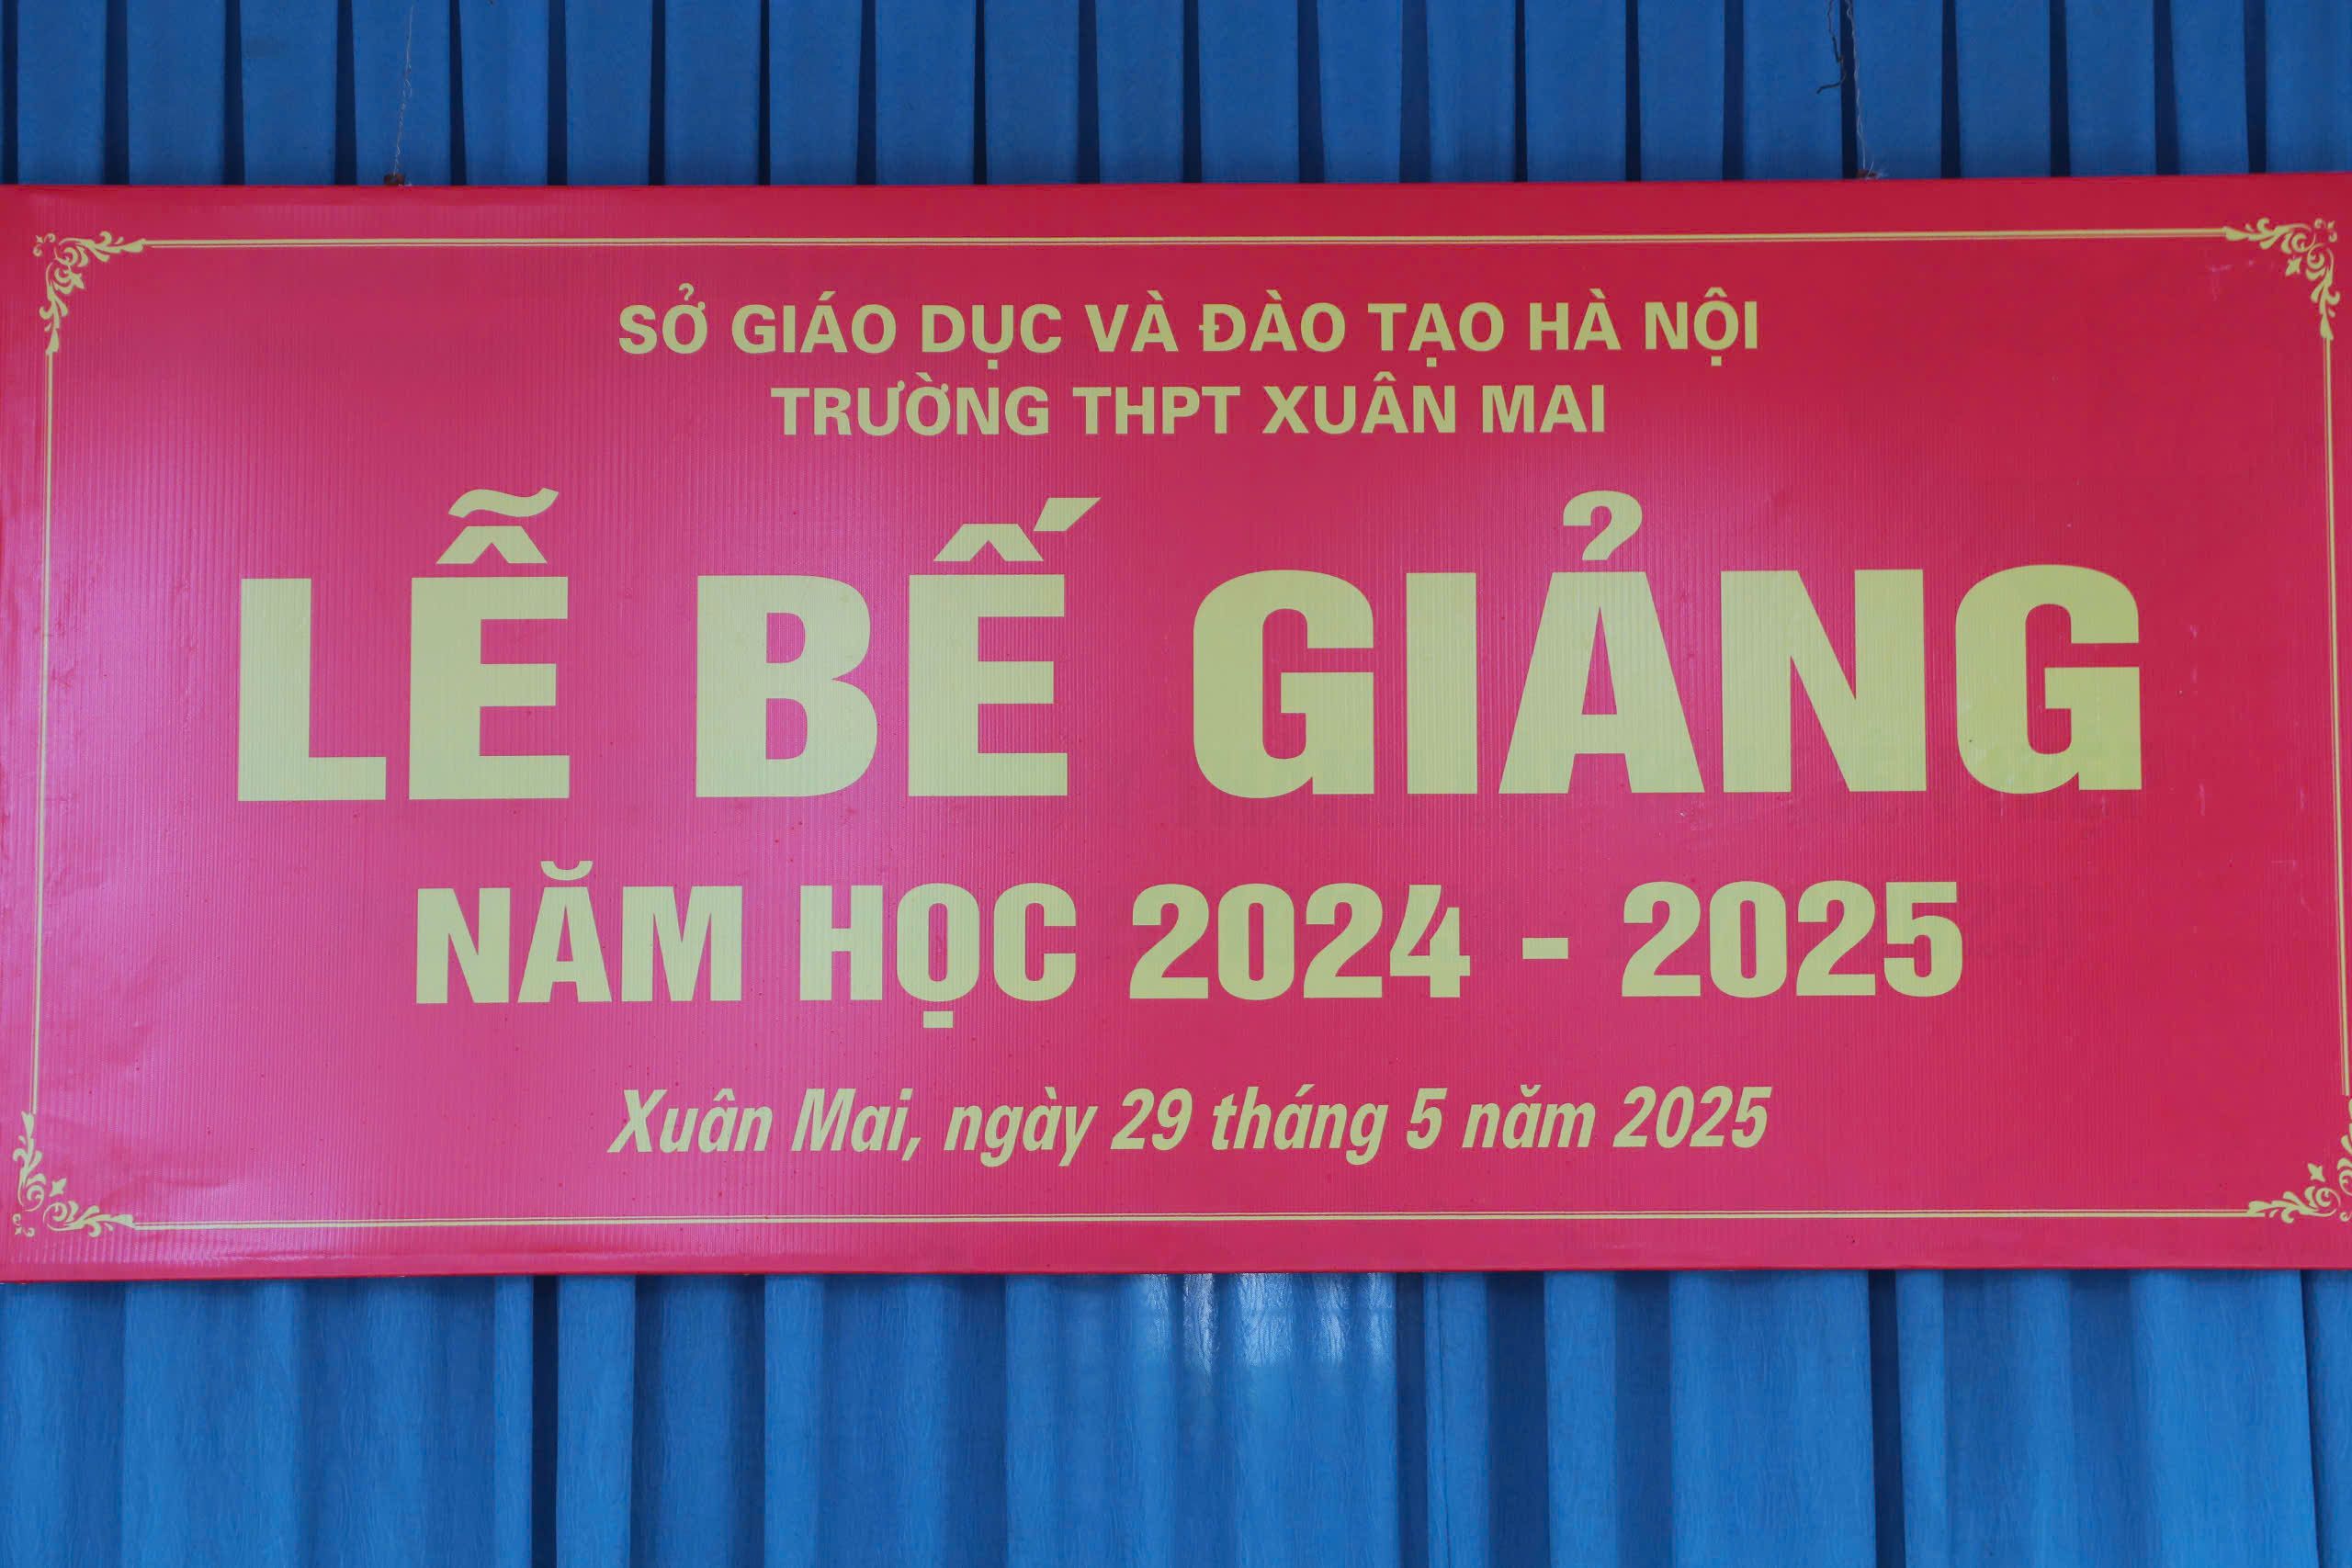 SỞ GIÁO DỤC VÀ ĐÀO TẠO HÀ NỘI
TRƯỜNG THPT XUÂN MAI
LỄ BẾ GIẢNG
NĂM HỌC 2024 - 2025
Xuân Mai, ngày 29 tháng 5 năm 2025